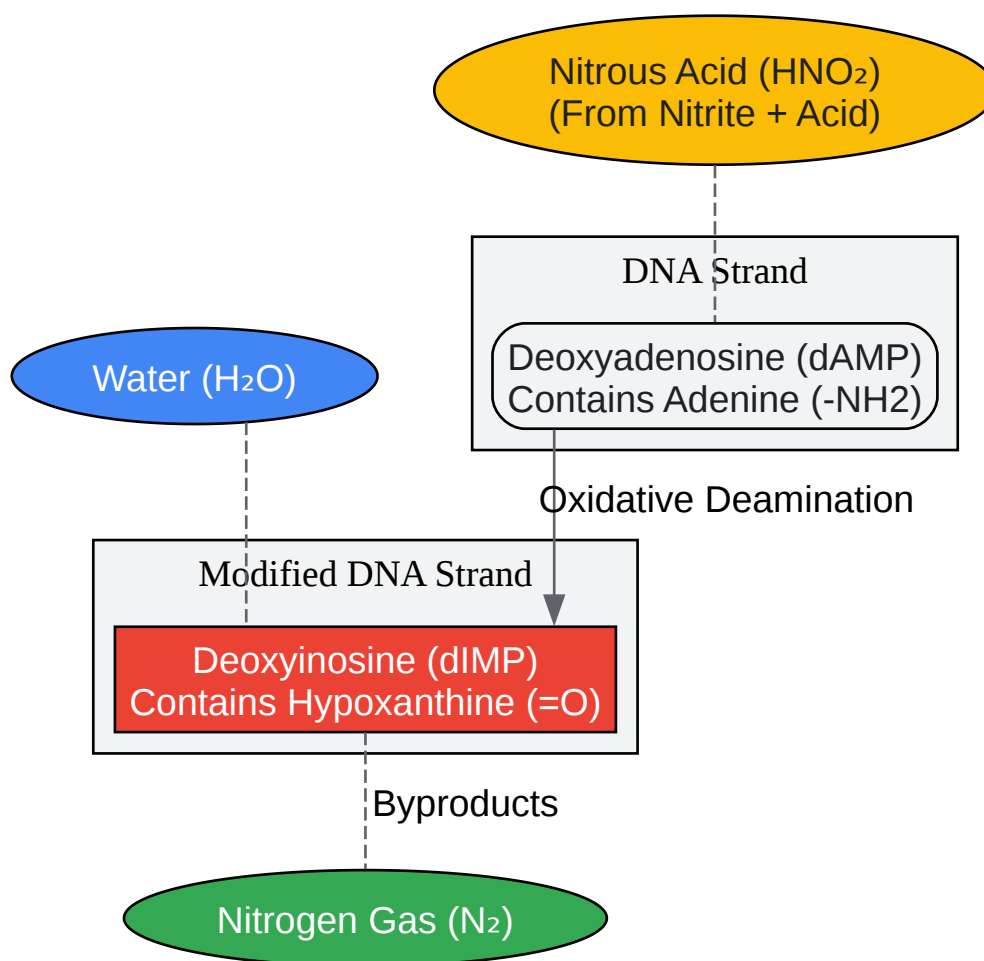 Nitrous Acid (HNO₂)
(From Nitrite + Acid)
DNA Strand
Deoxyadenosine (dAMP)
Contains Adenine (-NH2)
Water (H₂O)
Oxidative Deamination
Modified DNA Strand
Deoxyinosine (dIMP)
Contains Hypoxanthine (=O)
Byproducts
Nitrogen Gas (N₂)